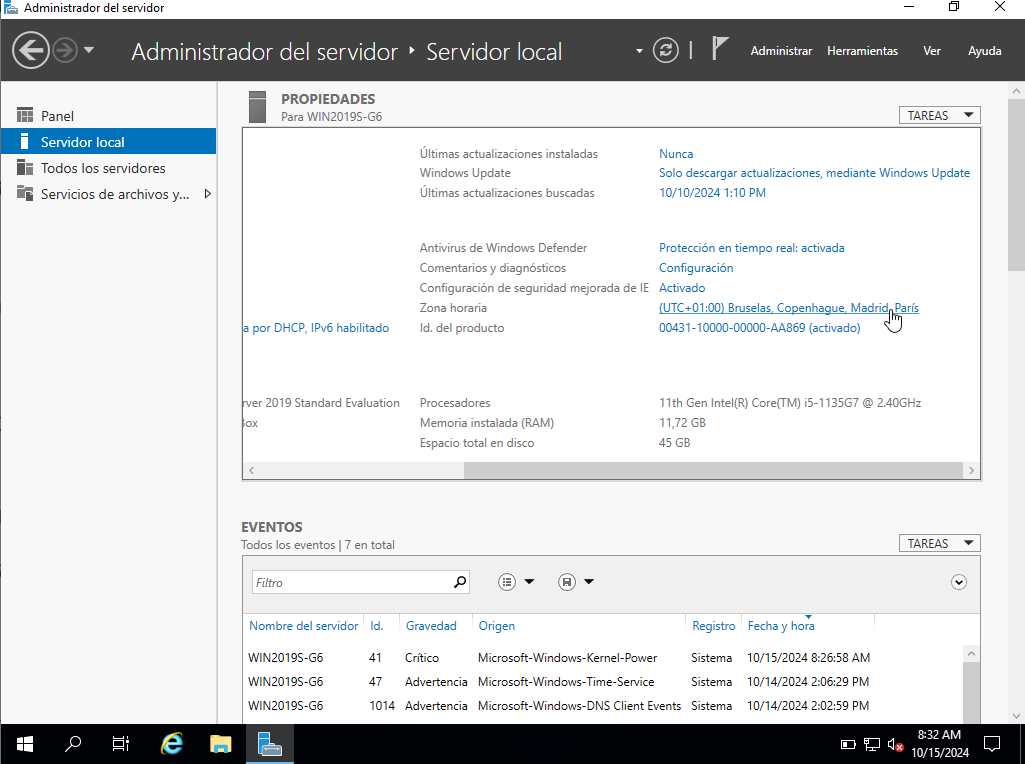 Administrador del servidor
Administrador del servidor ‣ Servidor local
Administrar Herramientas Ver Ayuda
Panel
Servidor local
Todos los servidores
Servicios de archivos y...
PROPIEDADES
Para WIN2019S-G6
TAREAS
Últimas actualizaciones instaladas Nunca
Windows Update Solo descargar actualizaciones, mediante Windows Update
Últimas actualizaciones buscadas 10/10/2024 1:10 PM
Antivirus de Windows Defender Protección en tiempo real: activada
Comentarios y diagnósticos Configuración
Configuración de seguridad mejorada de IE Activado
Zona horaria (UTC+01:00) Bruselas, Copenhague, Madrid, París
a por DHCP, IPv6 habilitado Id. del producto 00431-10000-00000-AA869 (activado)
rver 2019 Standard Evaluation Procesadores 11th Gen Intel(R) Core(TM) i5-1135G7 @ 2.40GHz
Box Memoria instalada (RAM) 11,72 GB
Espacio total en disco 45 GB
EVENTOS
Todos los eventos | 7 en total
TAREAS
Filtro
Nombre del servidor Id. Gravedad Origen Registro Fecha y hora
WIN2019S-G6 41 Crítico Microsoft-Windows-Kernel-Power Sistema 10/15/2024 8:26:58 AM
WIN2019S-G6 47 Advertencia Microsoft-Windows-Time-Service Sistema 10/14/2024 2:06:29 PM
WIN2019S-G6 1014 Advertencia Microsoft-Windows-DNS Client Events Sistema 10/14/2024 2:02:59 PM
8:32 AM
10/15/2024